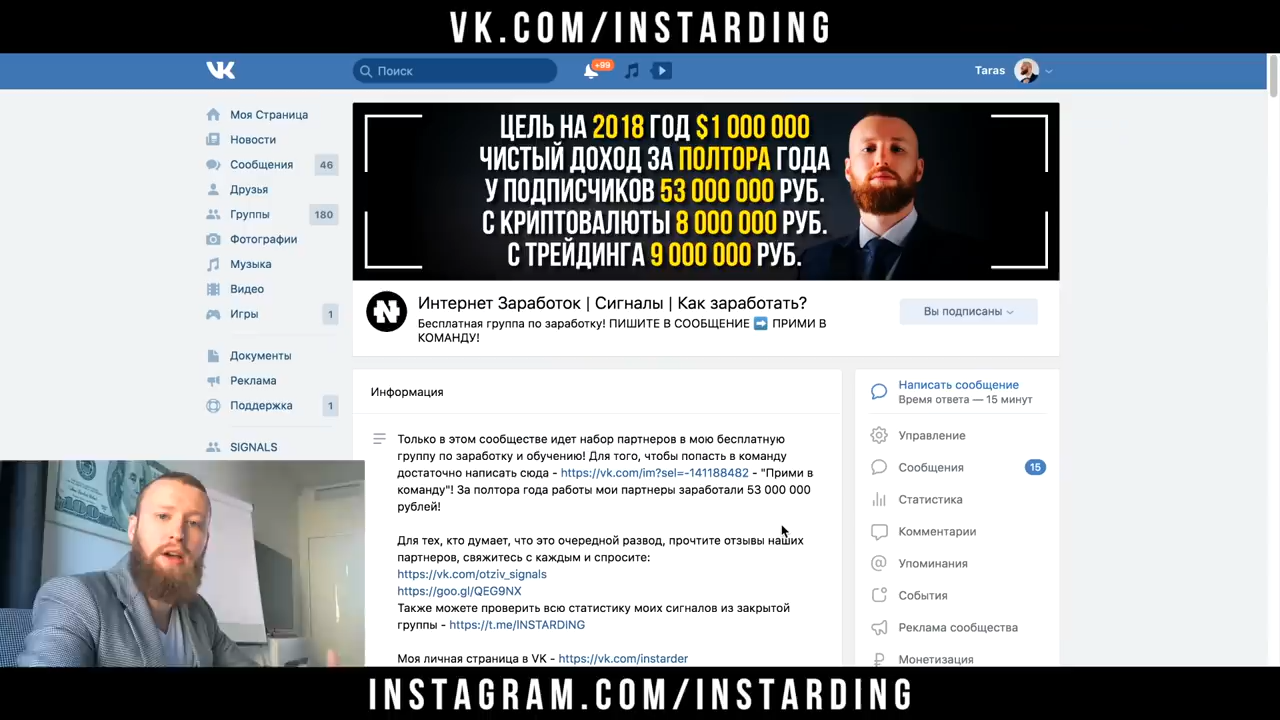 VK.COM/INSTARDING
Поиск
+99
Taras
Моя Страница
Новости
Сообщения 46
Друзья
Группы 180
Фотографии
Музыка
Видео
Игры 1
Документы
Реклама
Поддержка 1
SIGNALS
ЦЕЛЬ НА 2018 ГОД $1 000 000
ЧИСТЫЙ ДОХОД ЗА ПОЛТОРА ГОДА
У ПОДПИСЧИКОВ 53 000 000 РУБ.
С КРИПТОВАЛЮТЫ 8 000 000 РУБ.
С ТРЕЙДИНГА 9 000 000 РУБ.
N
Интернет Заработок | Сигналы | Как заработать?
Бесплатная группа по заработку! ПИШИТЕ В СООБЩЕНИЕ ➡ ПРИМИ В
КОМАНДУ!
Вы подписаны
Информация
Только в этом сообществе идет набор партнеров в мою бесплатную
группу по заработку и обучению! Для того, чтобы попасть в команду
достаточно написать сюда - https://vk.com/im?sel=-141188482 - "Прими в
команду"! За полтора года работы мои партнеры заработали 53 000 000
рублей!
Для тех, кто думает, что это очередной развод, прочтите отзывы наших
партнеров, свяжитесь с каждым и спросите:
https://vk.com/otziv_signals
https://goo.gl/QEG9NX
Также можете проверить всю статистику моих сигналов из закрытой
группы - https://t.me/INSTARDING
Моя личная страница в VK - https://vk.com/instarder
Написать сообщение
Время ответа — 15 минут
Управление
Сообщения 15
Статистика
Комментарии
Упоминания
События
Реклама сообщества
Монетизация
INSTAGRAM.COM/INSTARDING